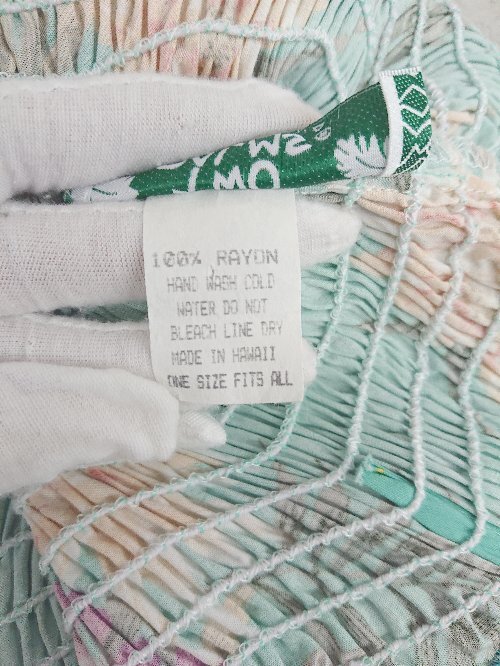 100% RAYON
HAND WASH COLD
WATER DO NOT
BLEACH LINE DRY
MADE IN HAWAII
ONE SIZE FITS ALL